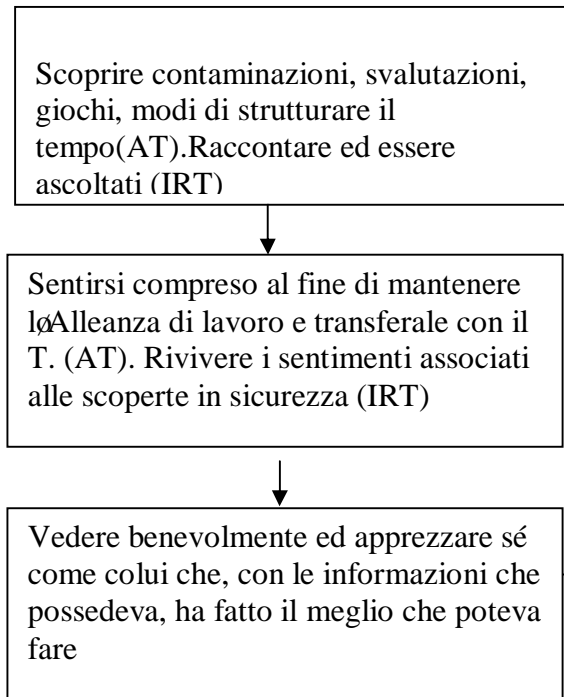 Scoprire contaminazioni, svalutazioni,
giochi, modi di strutturare il
tempo(AT).Raccontare ed essere
ascoltati (IRT)
Sentirsi compreso al fine di mantenere
løAlleanza di lavoro e transferale con il
T. (AT). Rivivere i sentimenti associati
alle scoperte in sicurezza (IRT)
Vedere benevolmente ed apprezzare sé
come colui che, con le informazioni che
possedeva, ha fatto il meglio che poteva
fare